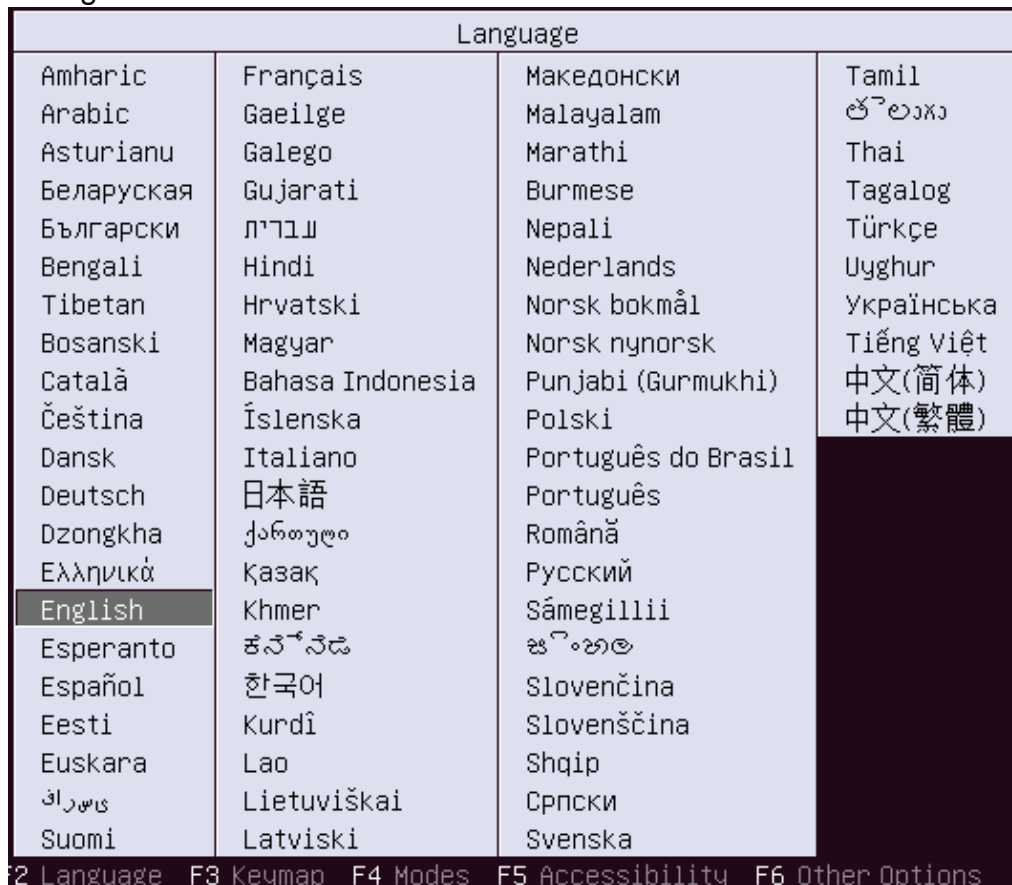 Language
Amharic
Arabic
Asturianu
Беларуская
Български
Bengali
Tibetan
Bosanski
Català
Čeština
Dansk
Deutsch
Dzongkha
Ελληνικά
English
Esperanto
Español
Eesti
Euskara
فارسی
Suomi
Français
Gaeilge
Galego
Gujarati
עברית
Hindi
Hrvatski
Magyar
Bahasa Indonesia
Íslenska
Italiano
日本語
ქართული
Қазақ
Khmer
ಕನ್ನಡ
한국어
Kurdî
Lao
Lietuviškai
Latviski
Македонски
Malayalam
Marathi
Burmese
Nepali
Nederlands
Norsk bokmål
Norsk nynorsk
Punjabi (Gurmukhi)
Polski
Português do Brasil
Português
Română
Русский
Sámegillii
සිංහල
Slovenčina
Slovenščina
Shqip
Српски
Svenska
Tamil
తెలుగు
Thai
Tagalog
Türkçe
Uyghur
Українська
Tiếng Việt
中文(简体)
中文(繁體)
F2 Language F3 Keymap F4 Modes F5 Accessibility F6 Other Options